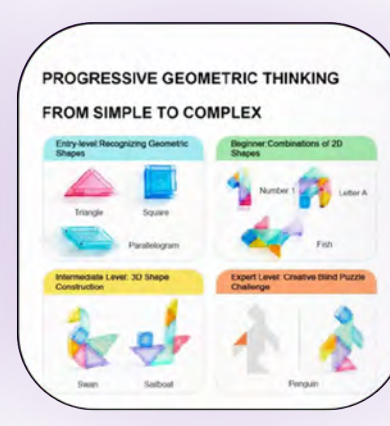 PROGRESSIVE GEOMETRIC THINKING
FROM SIMPLE TO COMPLEX
Entry-level:Recognizing Geometric
Shapes
Triangle
Square
Parallelogram
Beginner:Combinations of 2D
Shapes
Number 1
Letter A
Fish
Intermediate Level: 3D Shape
Construction
Swan
Sailboat
Expert Level: Creative Blind Puzzle
Challenge
Penguin